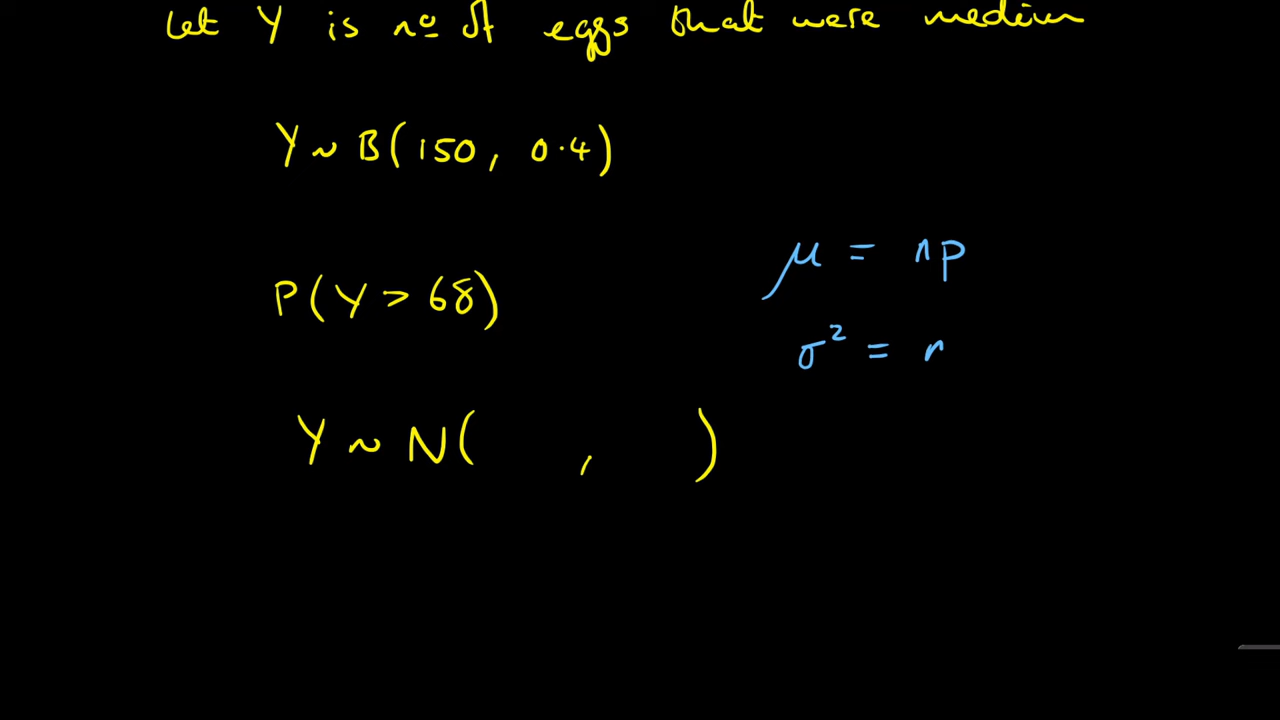 Let Y is nº of eggs that were medium
Y ~ B(150, 0.4)
μ = np
P(Y > 68)
σ² = n
Y ~ N( , )